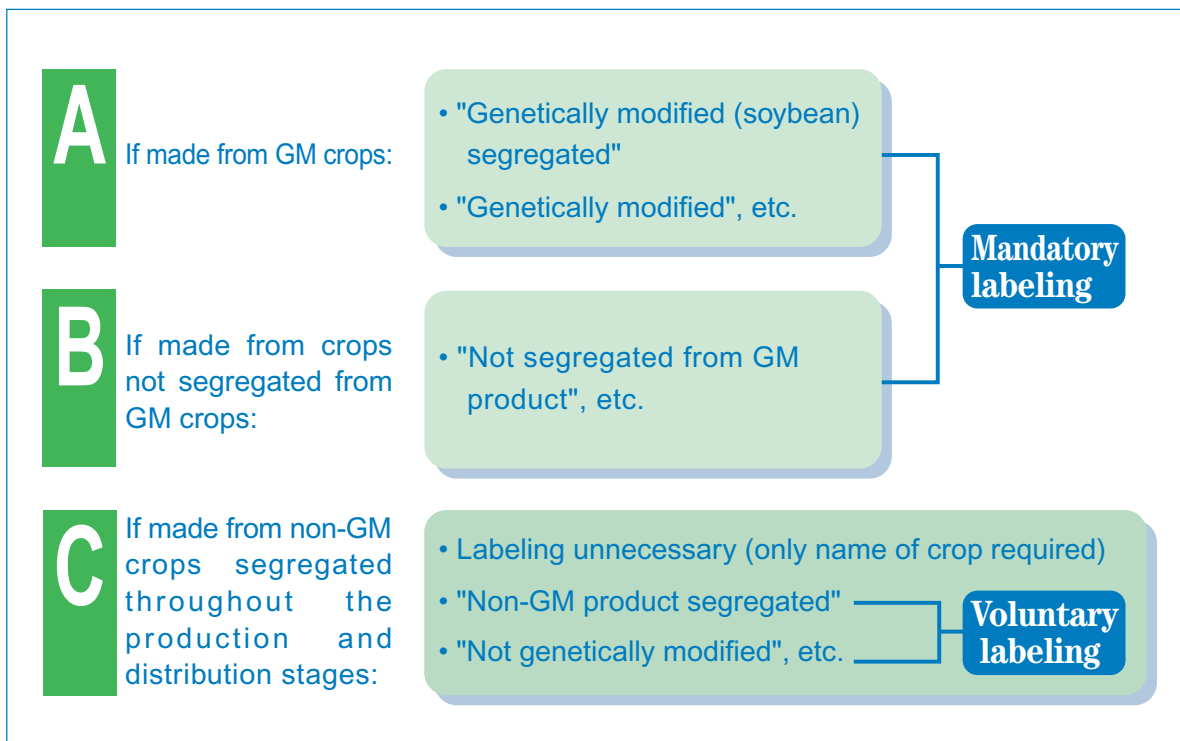 A
If made from GM crops:
• "Genetically modified (soybean)
segregated"
• "Genetically modified", etc.
Mandatory
labeling
B
If made from crops
not segregated from
GM crops:
• "Not segregated from GM
product", etc.
C
If made from non-GM
crops segregated
throughout the
production and
distribution stages:
• Labeling unnecessary (only name of crop required)
• "Non-GM product segregated"
• "Not genetically modified", etc.
Voluntary
labeling